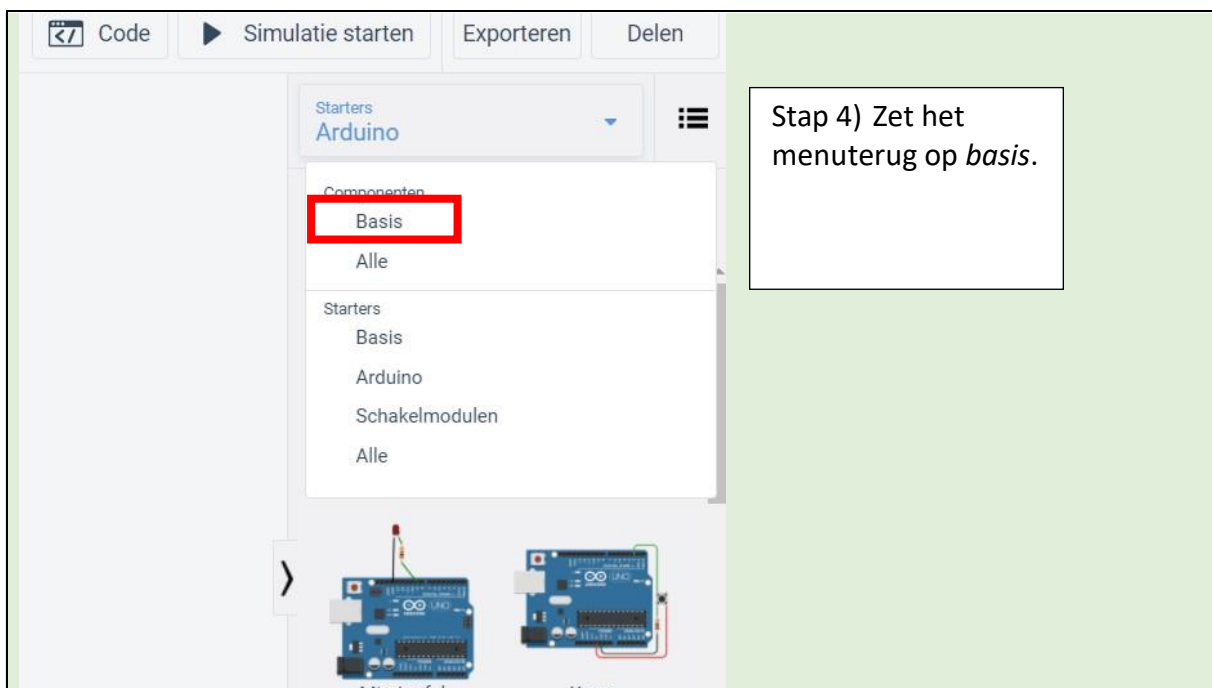 Code
Simulatie starten
Exporteren
Delen
Starters
Arduino
Componenten
Basis
Alle
Starters
Basis
Arduino
Schakelmodulen
Alle
Stap 4) Zet het
menuterug op basis.